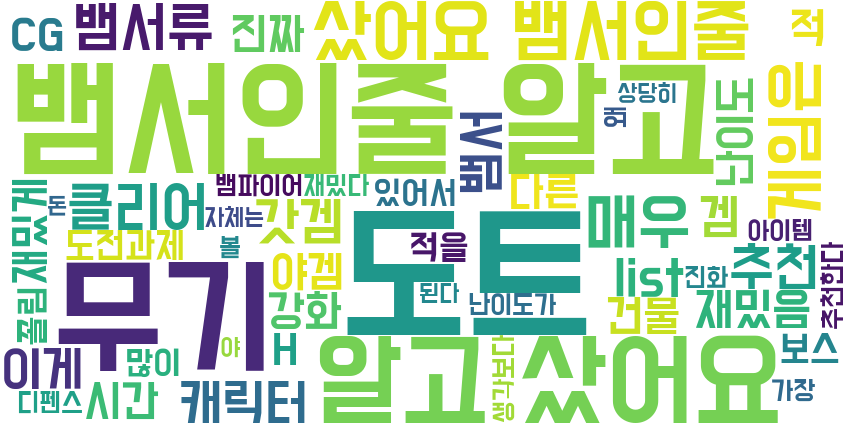 CG 뱀서류 진짜 샀어요 뱀서인줄 적
뱀서인줄 알고
상당히
왜
난이도
게임은
뱀서
뱀파이어 재밌다 있어서 다른
재밌게 돈 클리어 자체는 갓겜 매우 겜 아이템
도전과제 볼 적을 도트
무기 야겜 list 추천 추천한다
꼴림 강화 된다 난이도가 진화
건물 재밌음
이게 많이 야 H 알고 샀어요 생각보다 보스
디펜스 시간 캐릭터 가장